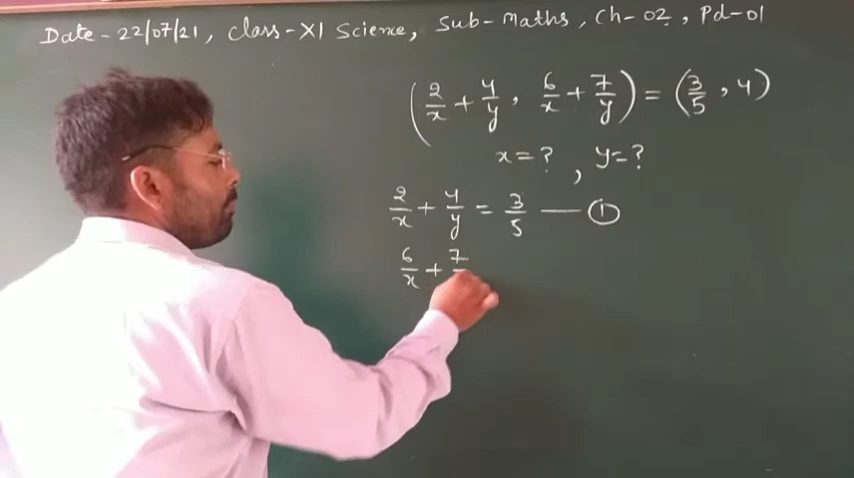 Date - 22/07/21, Class - XI Science, Sub - Maths, Ch - 02, Pd - 01
(2/x + 4/y, 6/x + 7/y) = (3/5, 4)
x = ?, y = ?
2/x + 4/y = 3/5 — ①
6/x + 7